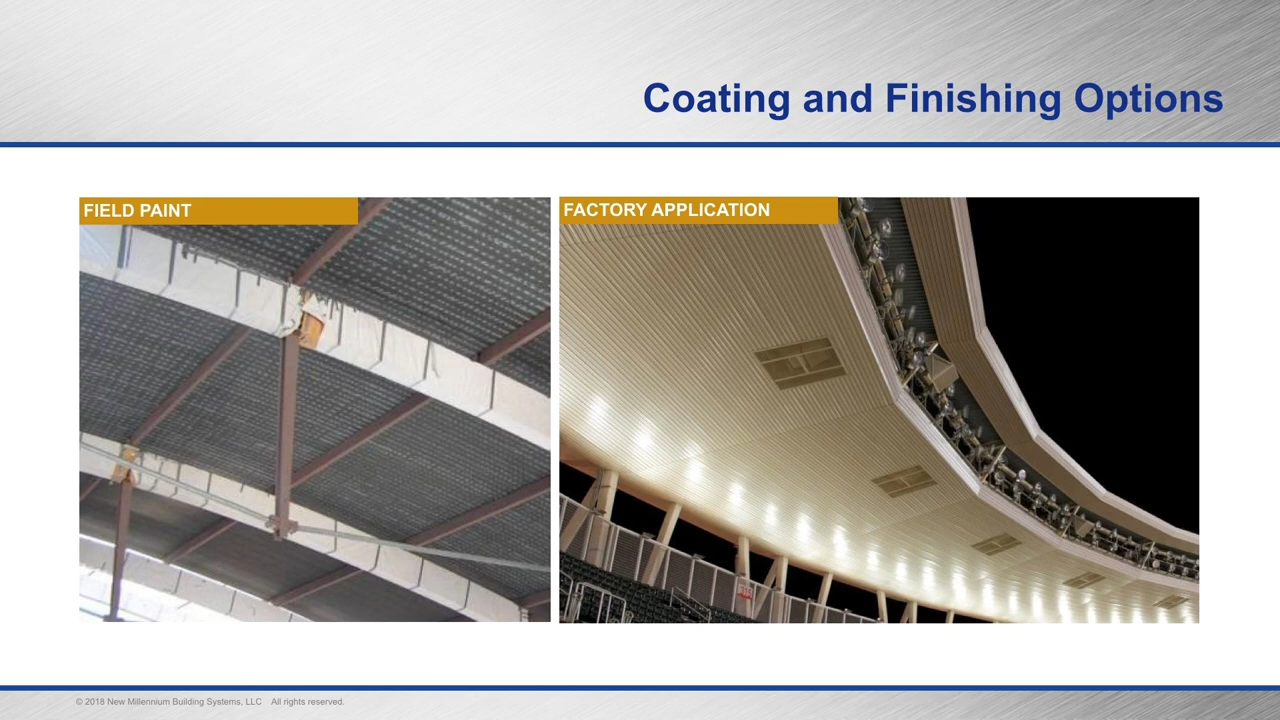 Coating and Finishing Options
FIELD PAINT
FACTORY APPLICATION
© 2018 New Millennium Building Systems, LLC All rights reserved.